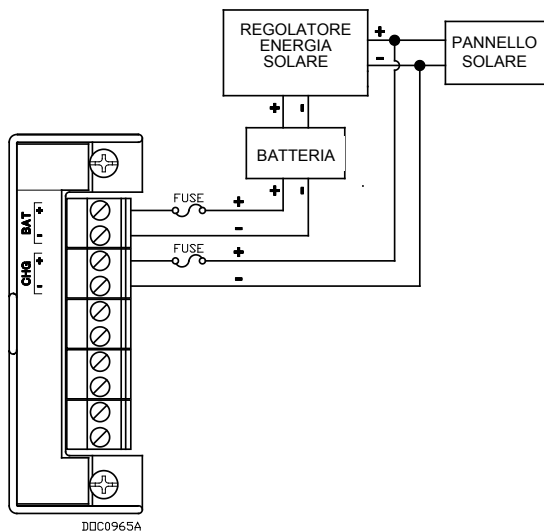 REGOLATORE
ENERGIA
SOLARE
+
-
PANNELLO
SOLARE
+ -
BATTERIA
+ -
FUSE +
-
FUSE +
-
BAT + -
CHG + -
DOC0965A